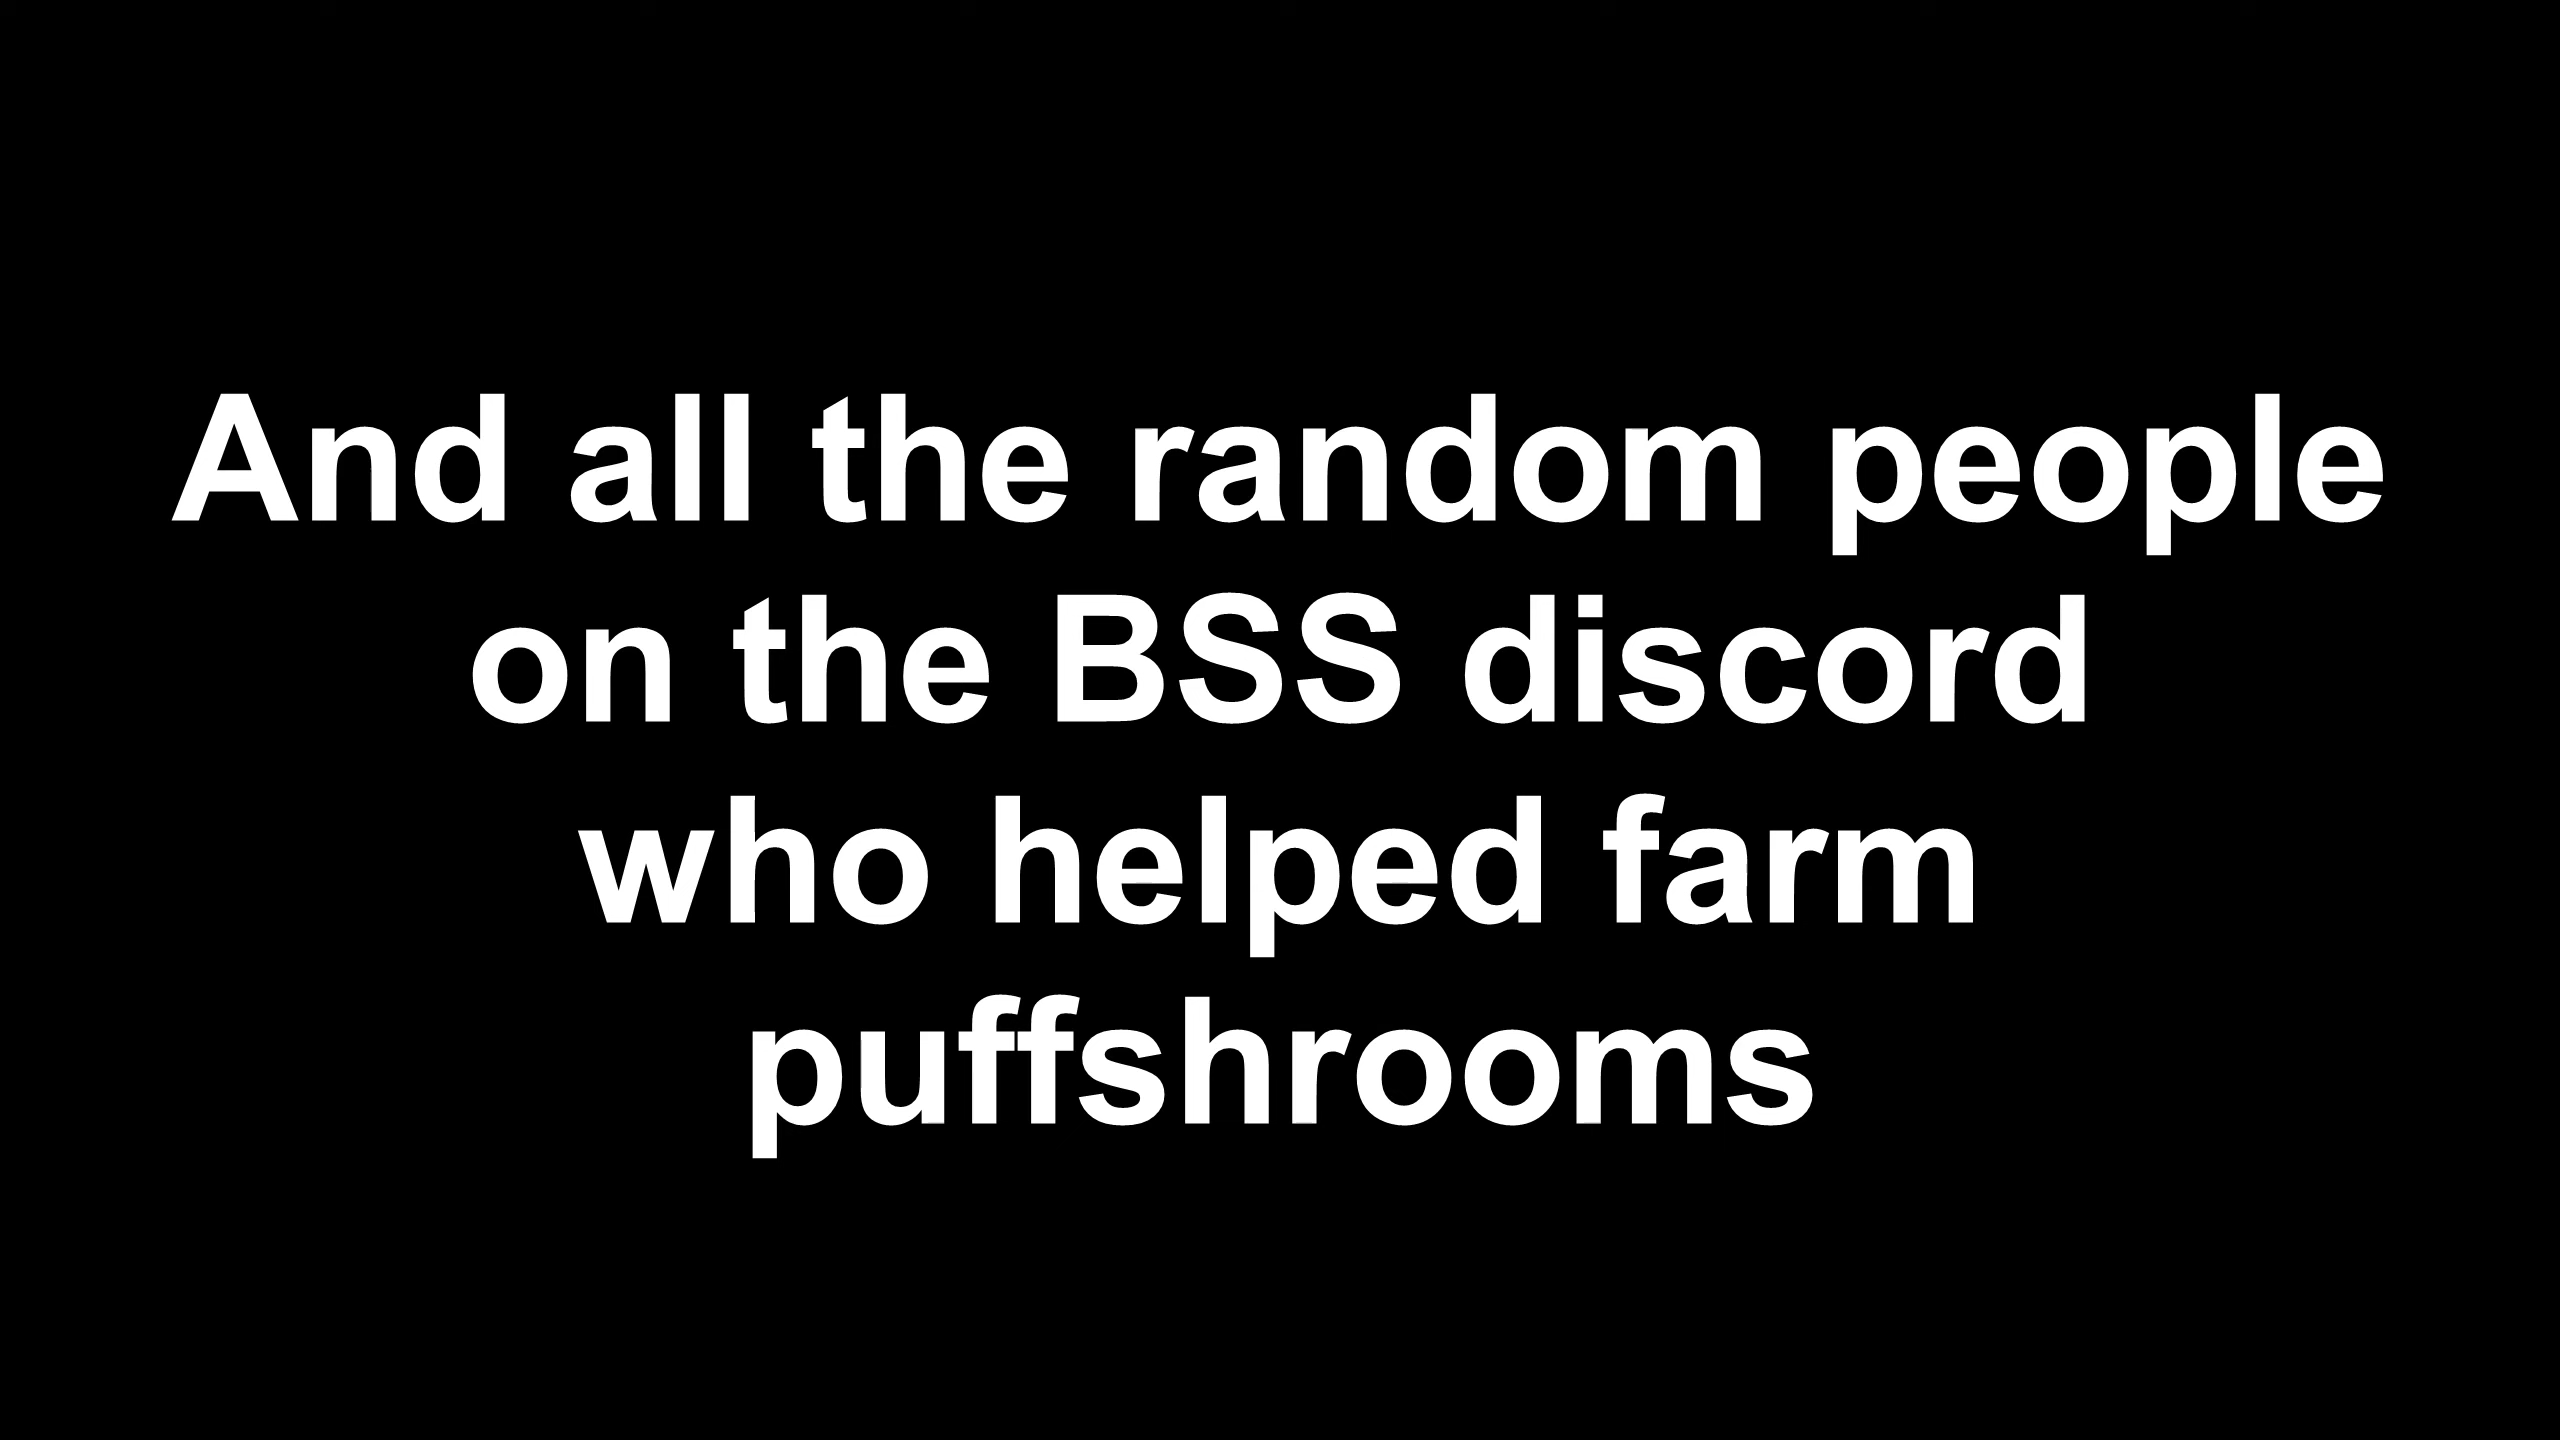 And all the random people
on the BSS discord
who helped farm
puffshrooms